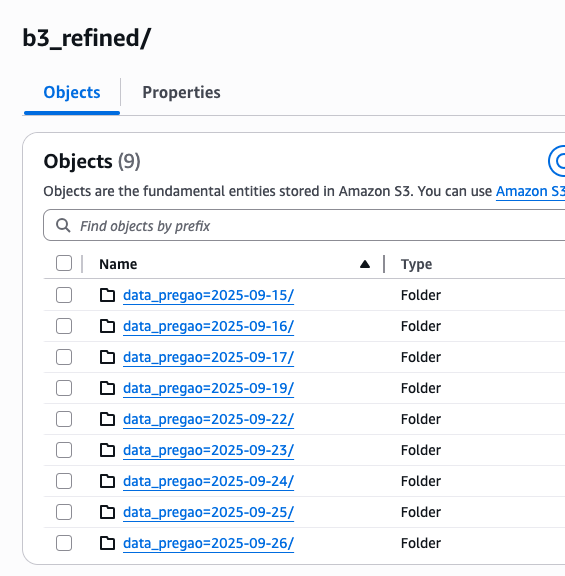 b3_refined/
Objects
Properties
Objects (9)
Objects are the fundamental entities stored in Amazon S3. You can use Amazon S3
Find objects by prefix
Name Type
data_pregao=2025-09-15/ Folder
data_pregao=2025-09-16/ Folder
data_pregao=2025-09-17/ Folder
data_pregao=2025-09-19/ Folder
data_pregao=2025-09-22/ Folder
data_pregao=2025-09-23/ Folder
data_pregao=2025-09-24/ Folder
data_pregao=2025-09-25/ Folder
data_pregao=2025-09-26/ Folder